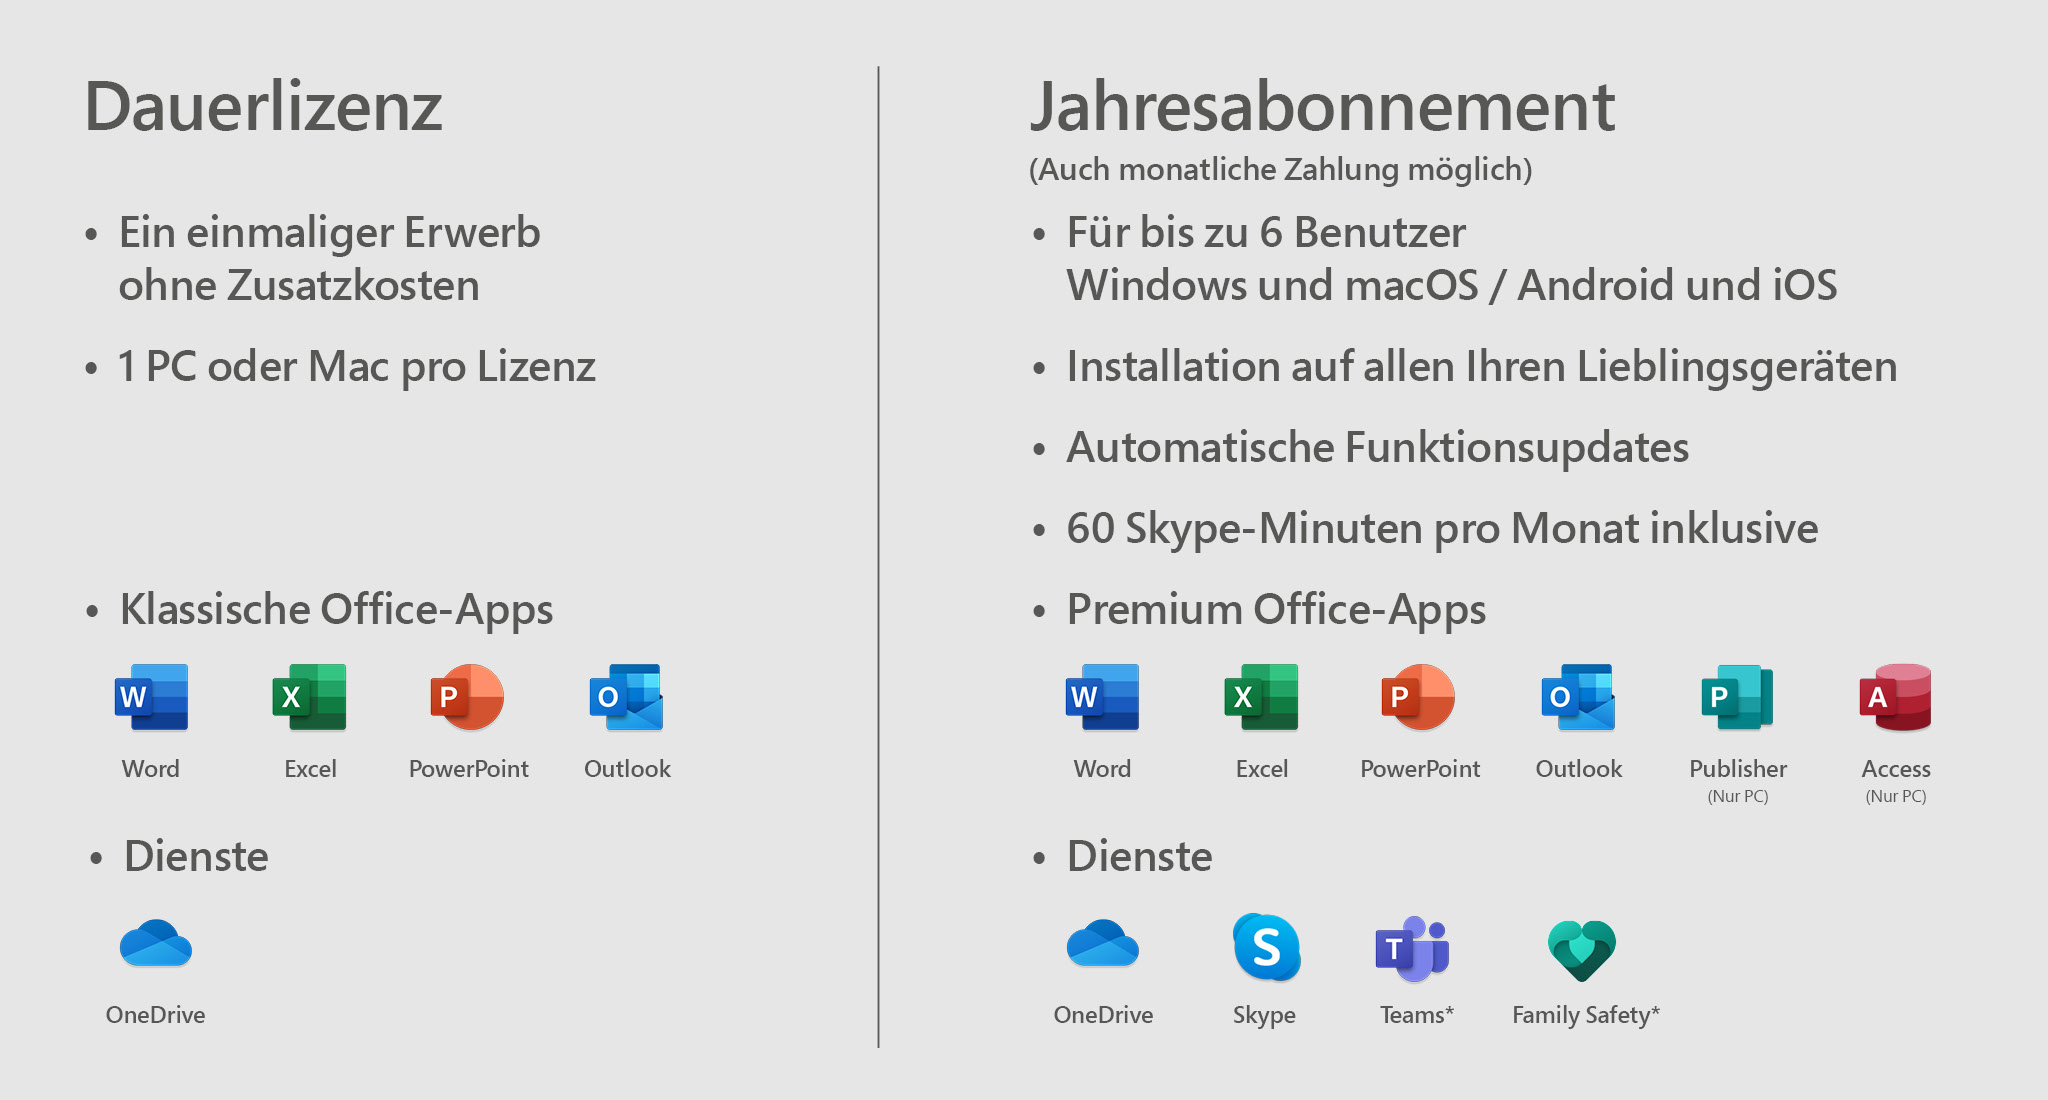 Dauerlizenz
• Ein einmaliger Erwerb
ohne Zusatzkosten
• 1 PC oder Mac pro Lizenz
• Klassische Office-Apps
W X P O
Word Excel PowerPoint Outlook
• Dienste
OneDrive
Jahresabonnement
(Auch monatliche Zahlung möglich)
• Für bis zu 6 Benutzer
Windows und macOS / Android und iOS
• Installation auf allen Ihren Lieblingsgeräten
• Automatische Funktionsupdates
• 60 Skype-Minuten pro Monat inklusive
• Premium Office-Apps
W X P O P A
Word Excel PowerPoint Outlook Publisher Access
(Nur PC) (Nur PC)
• Dienste
S T
OneDrive Skype Teams* Family Safety*